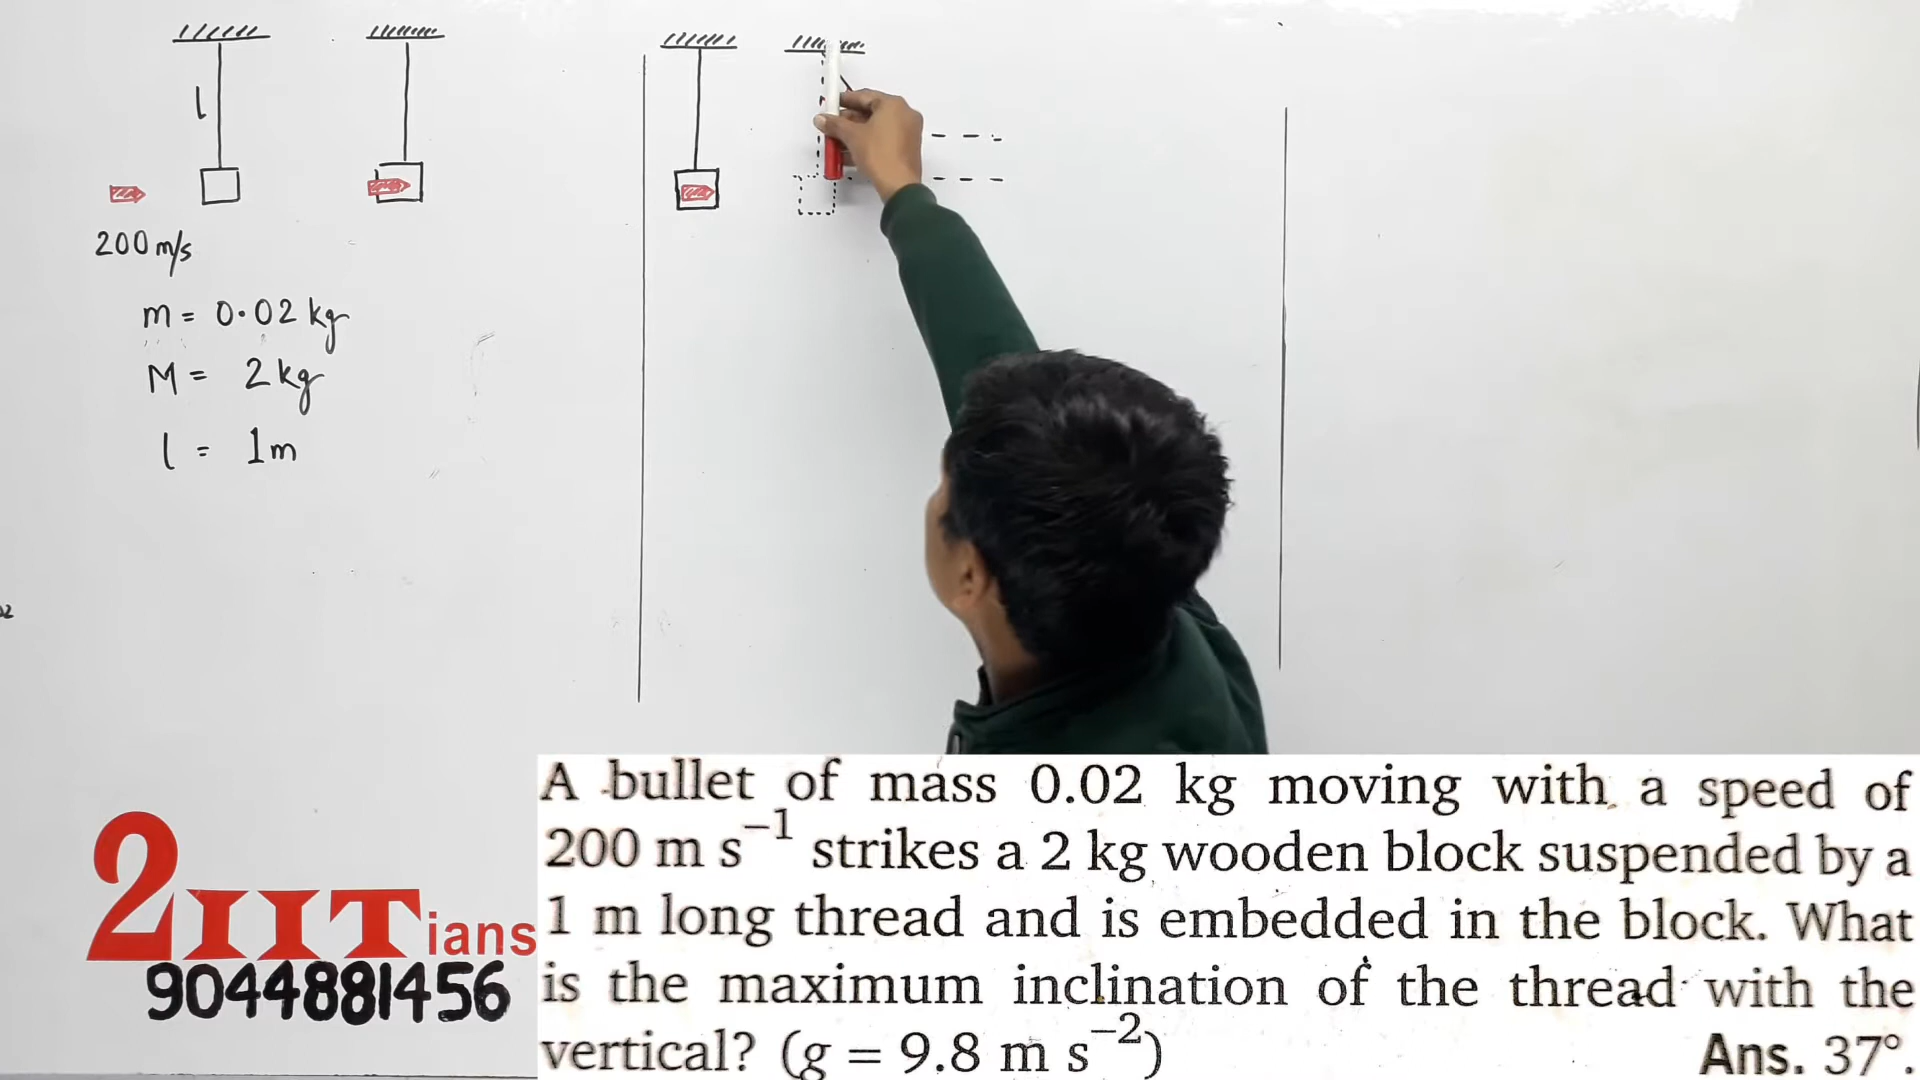 l
200 m/s
m = 0.02 kg
M = 2 kg
l = 1m
2IITians
9044881456
A bullet of mass 0.02 kg moving with a speed of
200 m s⁻¹ strikes a 2 kg wooden block suspended by a
1 m long thread and is embedded in the block. What
is the maximum inclination of the thread with the
vertical? (g = 9.8 m s⁻²) Ans. 37°.